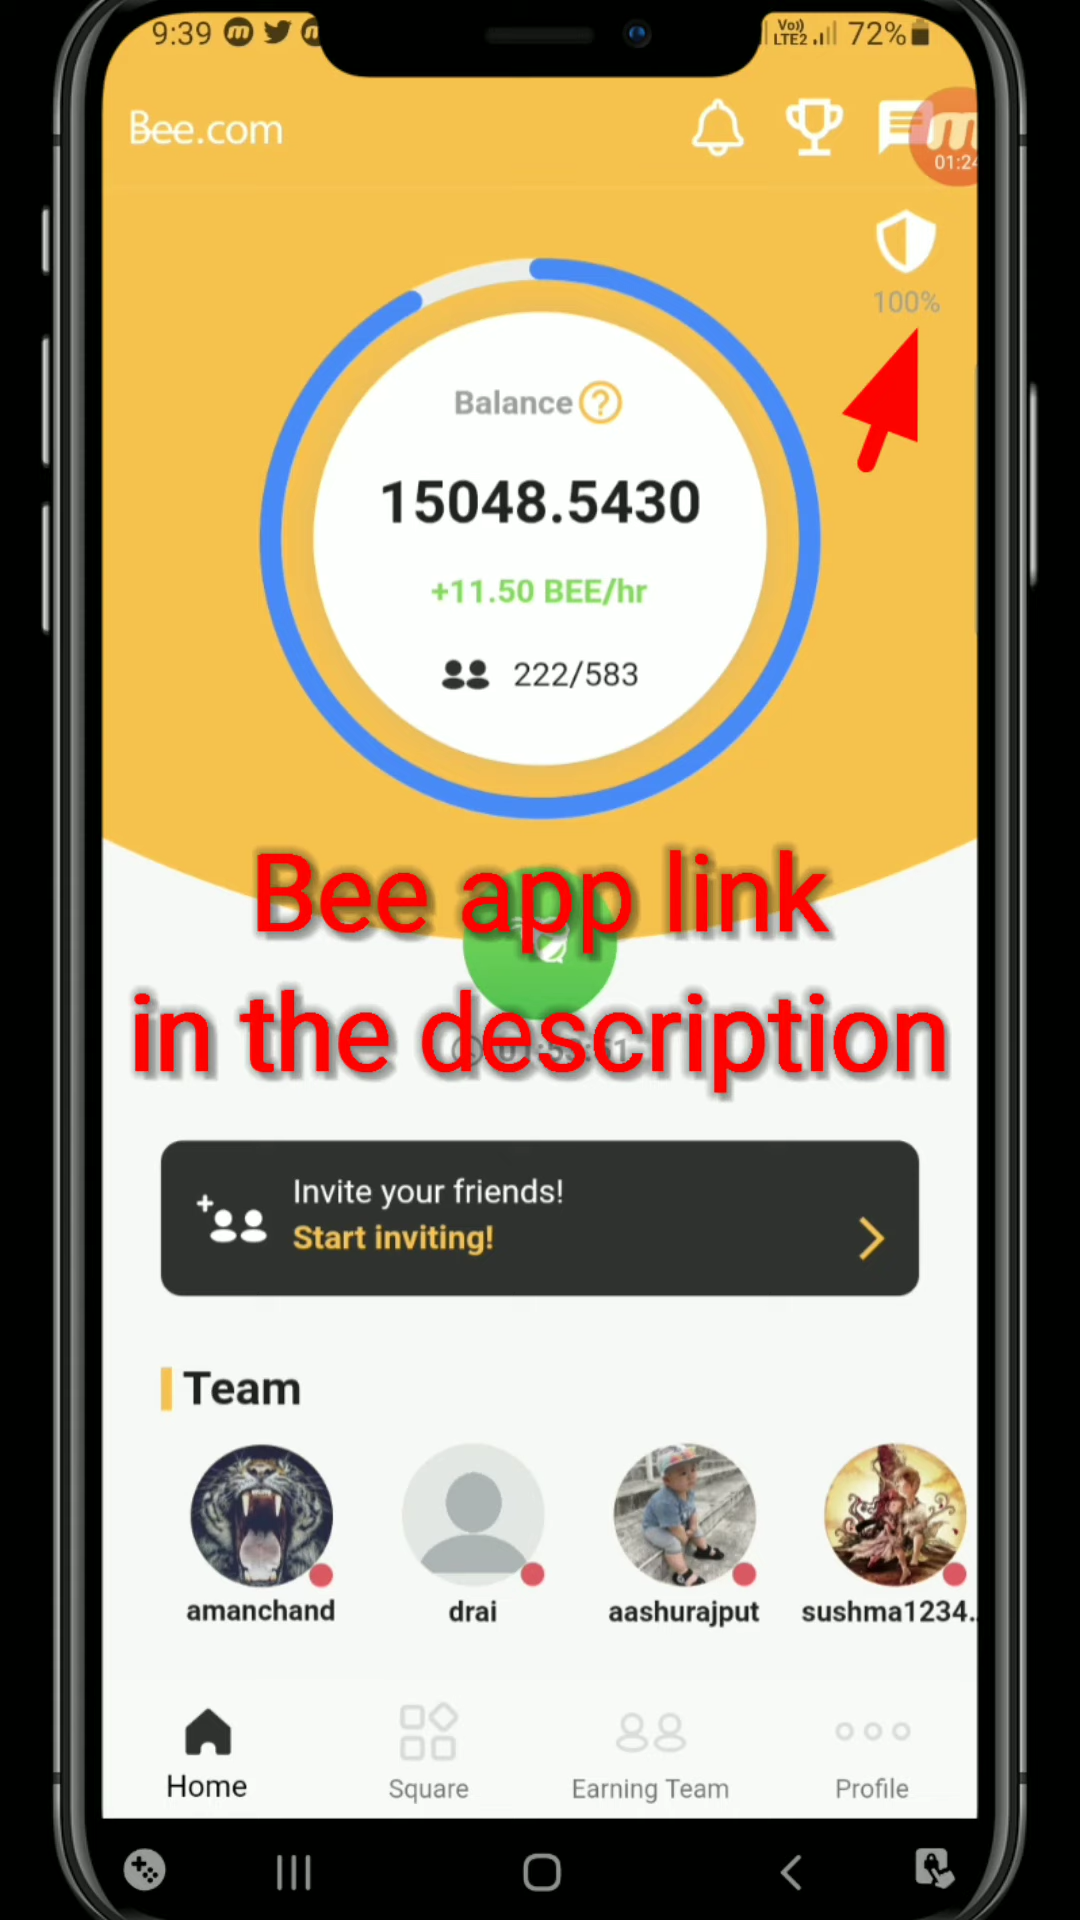 9:39
Vo))
LTE2
72%
Bee.com
01:24
100%
Balance ?
15048.5430
+11.50 BEE/hr
222/583
Bee app link
in the description
Invite your friends!
Start inviting!
Team
amanchand
drai
aashurajput
sushma1234..
Home
Square
Earning Team
Profile